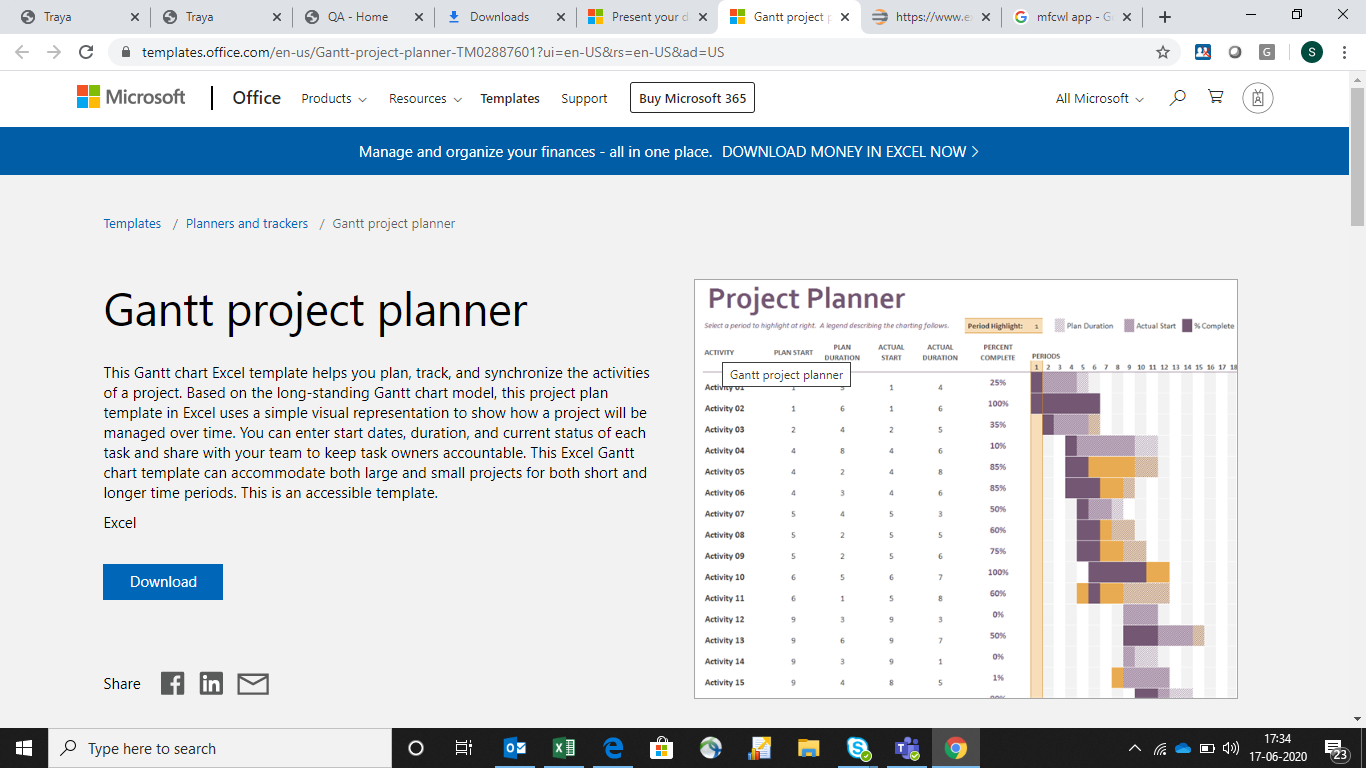 Traya
Traya
QA - Home
Downloads
Present your d
Gantt project p
https://www.e
mfcwl app - G
templates.office.com/en-us/Gantt-project-planner-TM02887601?ui=en-US&rs=en-US&ad=US
G
S
Microsoft
Office
Products
Resources
Templates
Support
Buy Microsoft 365
All Microsoft
Manage and organize your finances - all in one place. DOWNLOAD MONEY IN EXCEL NOW >
Templates / Planners and trackers / Gantt project planner
Gantt project planner
This Gantt chart Excel template helps you plan, track, and synchronize the activities
of a project. Based on the long-standing Gantt chart model, this project plan
template in Excel uses a simple visual representation to show how a project will be
managed over time. You can enter start dates, duration, and current status of each
task and share with your team to keep task owners accountable. This Excel Gantt
chart template can accommodate both large and small projects for both short and
longer time periods. This is an accessible template.
Excel
Download
Share
Project Planner
Select a period to highlight at right. A legend describing the charting follows.
Period Highlight: 1
Plan Duration
Actual Start
% Complete
ACTIVITY
PLAN START
PLAN
DURATION
ACTUAL
START
ACTUAL
DURATION
PERCENT
COMPLETE
PERIODS
1 2 3 4 5 6 7 8 9 10 11 12 13 14 15 16 17 18
Gantt project planner
Activity 01 1 5 1 4 25%
Activity 02 1 6 1 6 100%
Activity 03 2 4 2 5 35%
Activity 04 4 8 4 6 10%
Activity 05 4 2 4 8 85%
Activity 06 4 3 4 6 85%
Activity 07 5 4 5 3 50%
Activity 08 5 2 5 5 60%
Activity 09 5 2 5 6 75%
Activity 10 6 5 6 7 100%
Activity 11 6 1 5 8 60%
Activity 12 9 3 9 3 0%
Activity 13 9 6 9 7 50%
Activity 14 9 3 9 1 0%
Activity 15 9 4 8 5 1%
Type here to search
17:34
17-06-2020
23